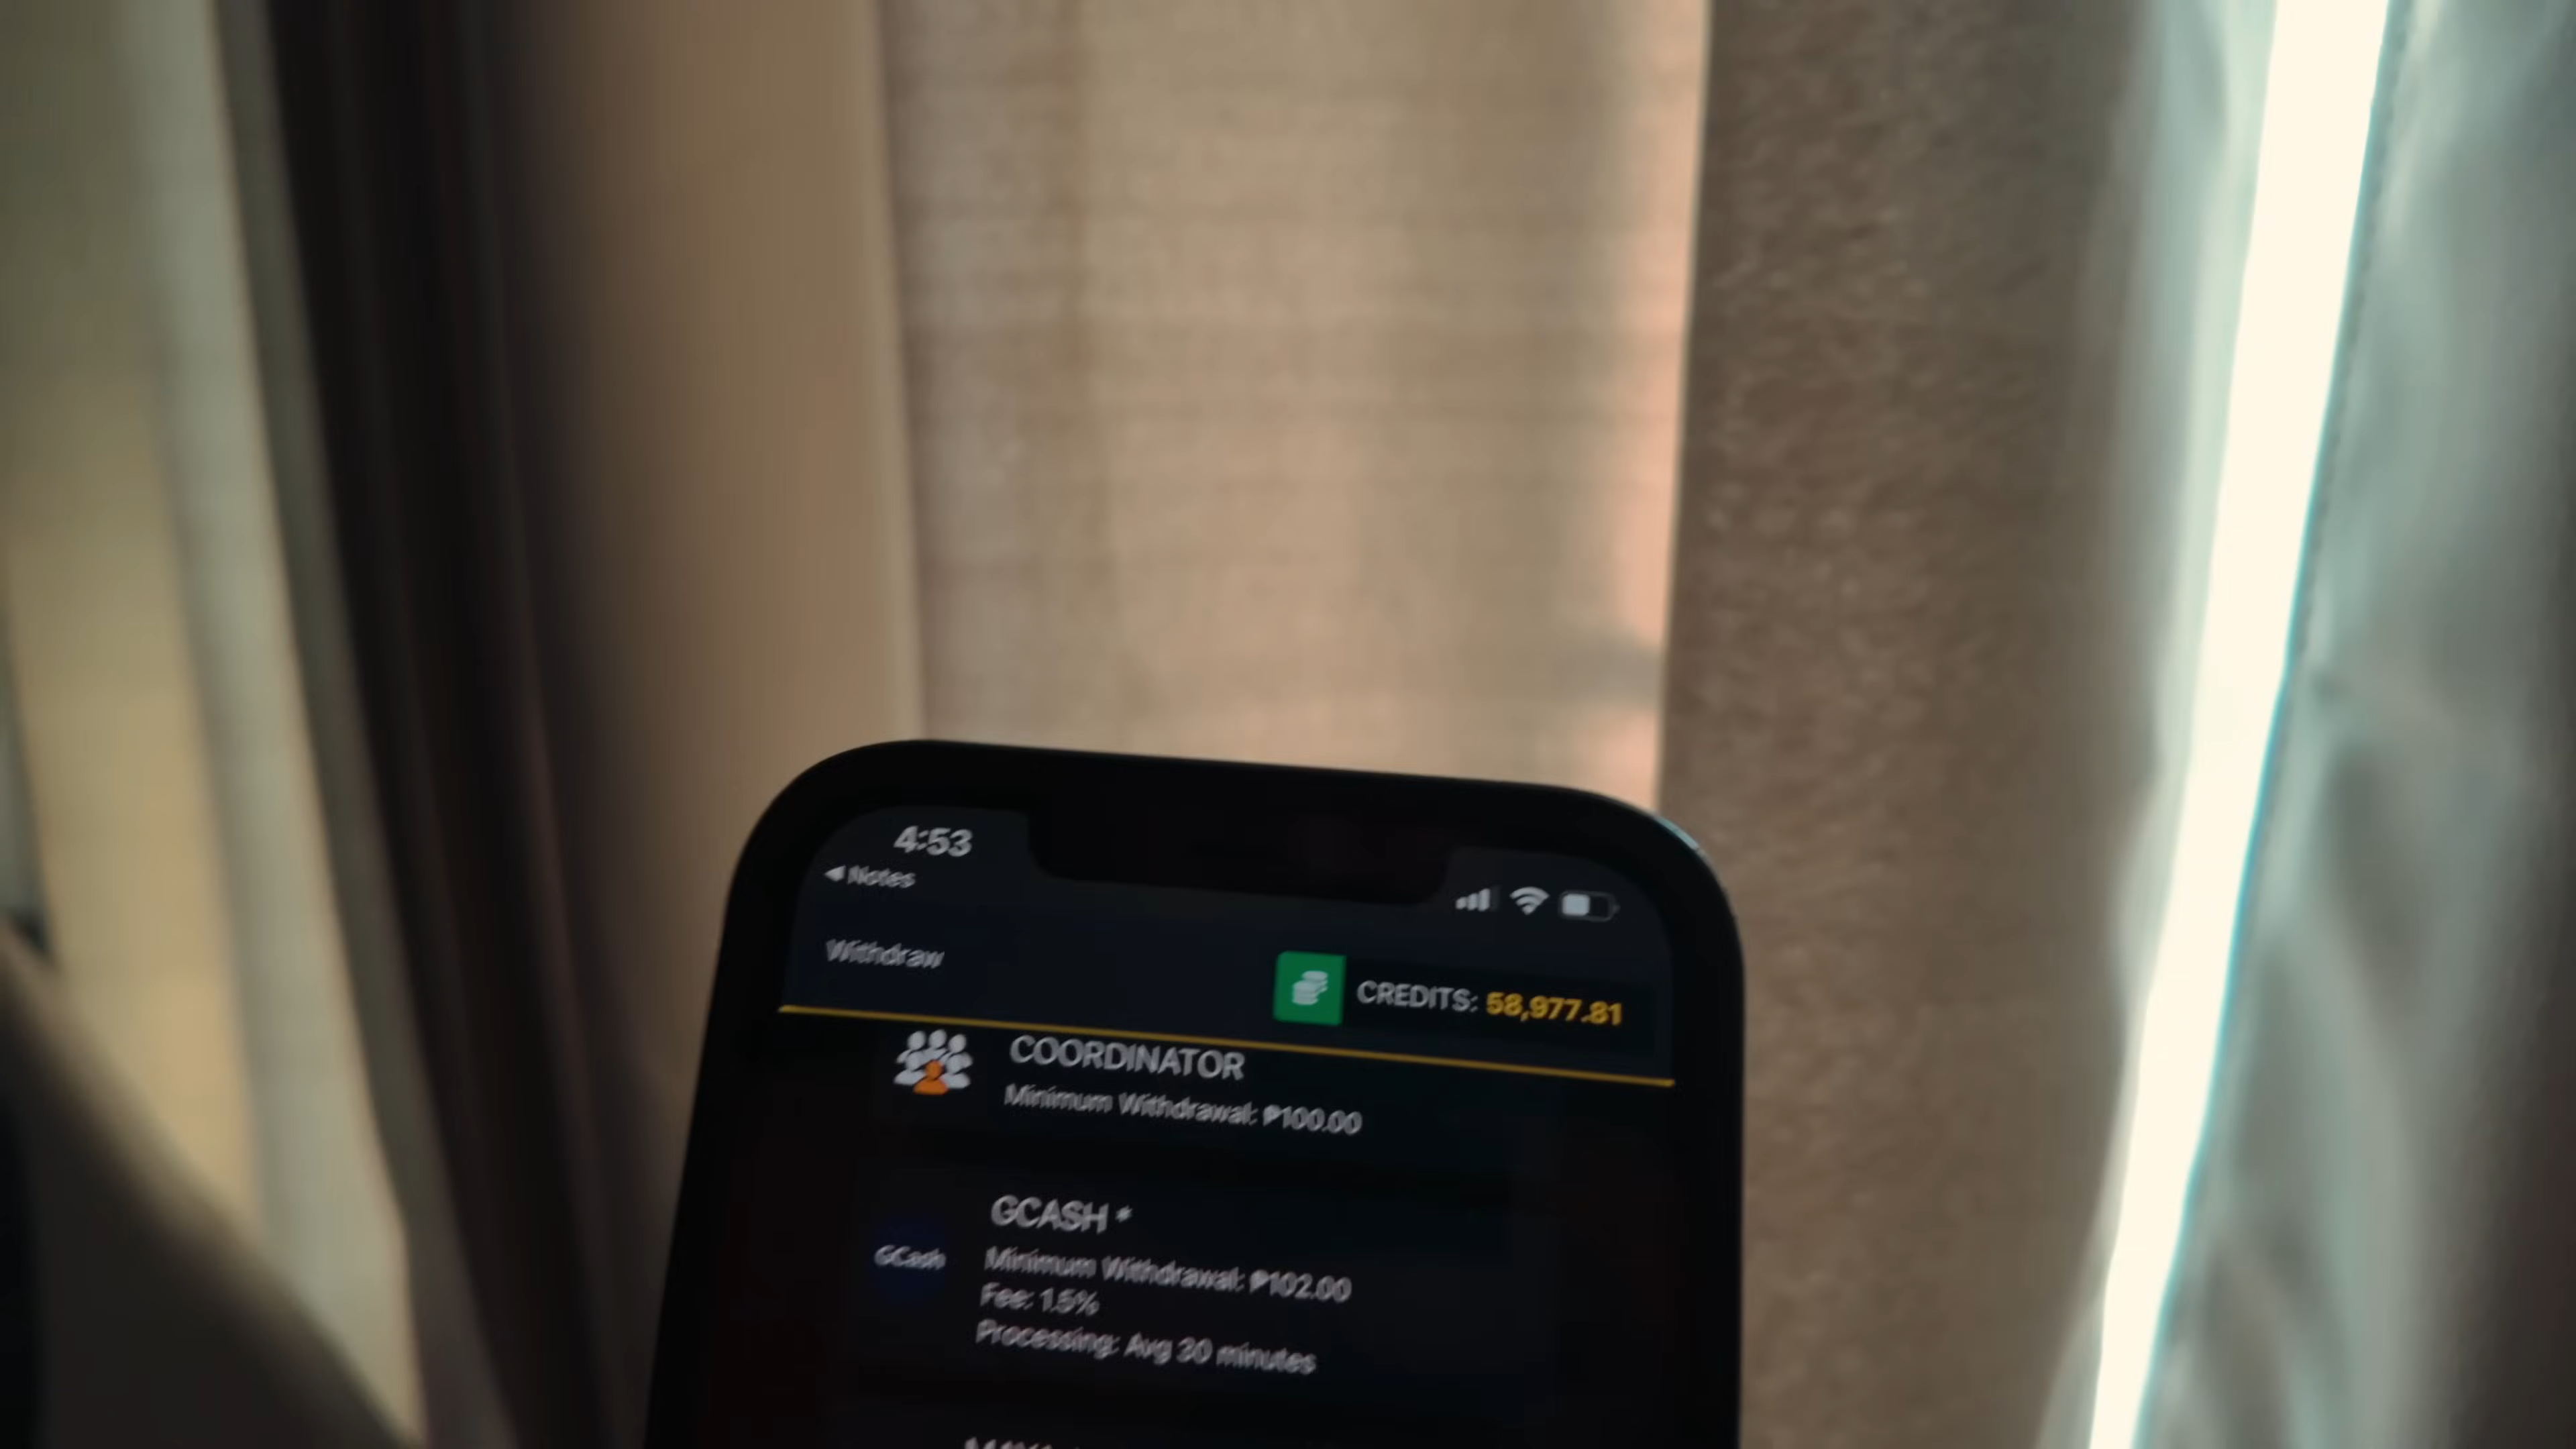 4:53
◀ Notes
Withdraw
CREDITS: 58,977.81
COORDINATOR
Minimum Withdrawal: ₱100.00
GCASH *
GCash
Minimum Withdrawal: ₱102.00
Fee: 1.5%
Processing: Avg 30 minutes